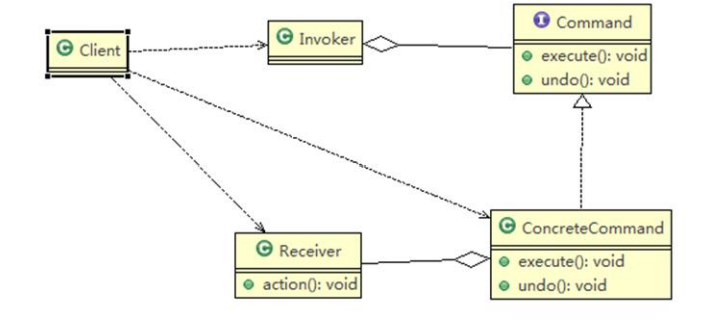 C Client
C Invoker
I Command
execute(): void
undo(): void
C Receiver
action(): void
C ConcreteCommand
execute(): void
undo(): void